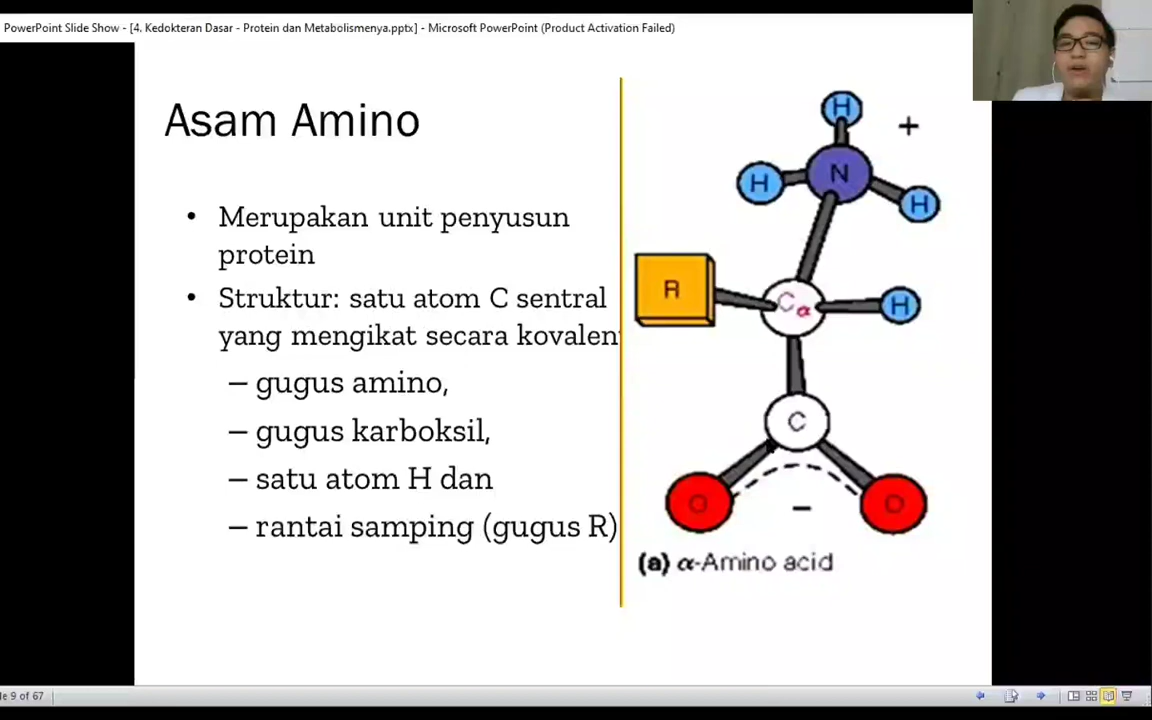 PowerPoint Slide Show - [4. Kedokteran Dasar - Protein dan Metabolismenya.pptx] - Microsoft PowerPoint (Product Activation Failed)
Asam Amino
• Merupakan unit penyusun
protein
• Struktur: satu atom C sentral
yang mengikat secara kovalen
– gugus amino,
– gugus karboksil,
– satu atom H dan
– rantai samping (gugus R)
H
+
N
H
H
R
Cα
H
C
O
O
−
(a) α-Amino acid
9 of 67